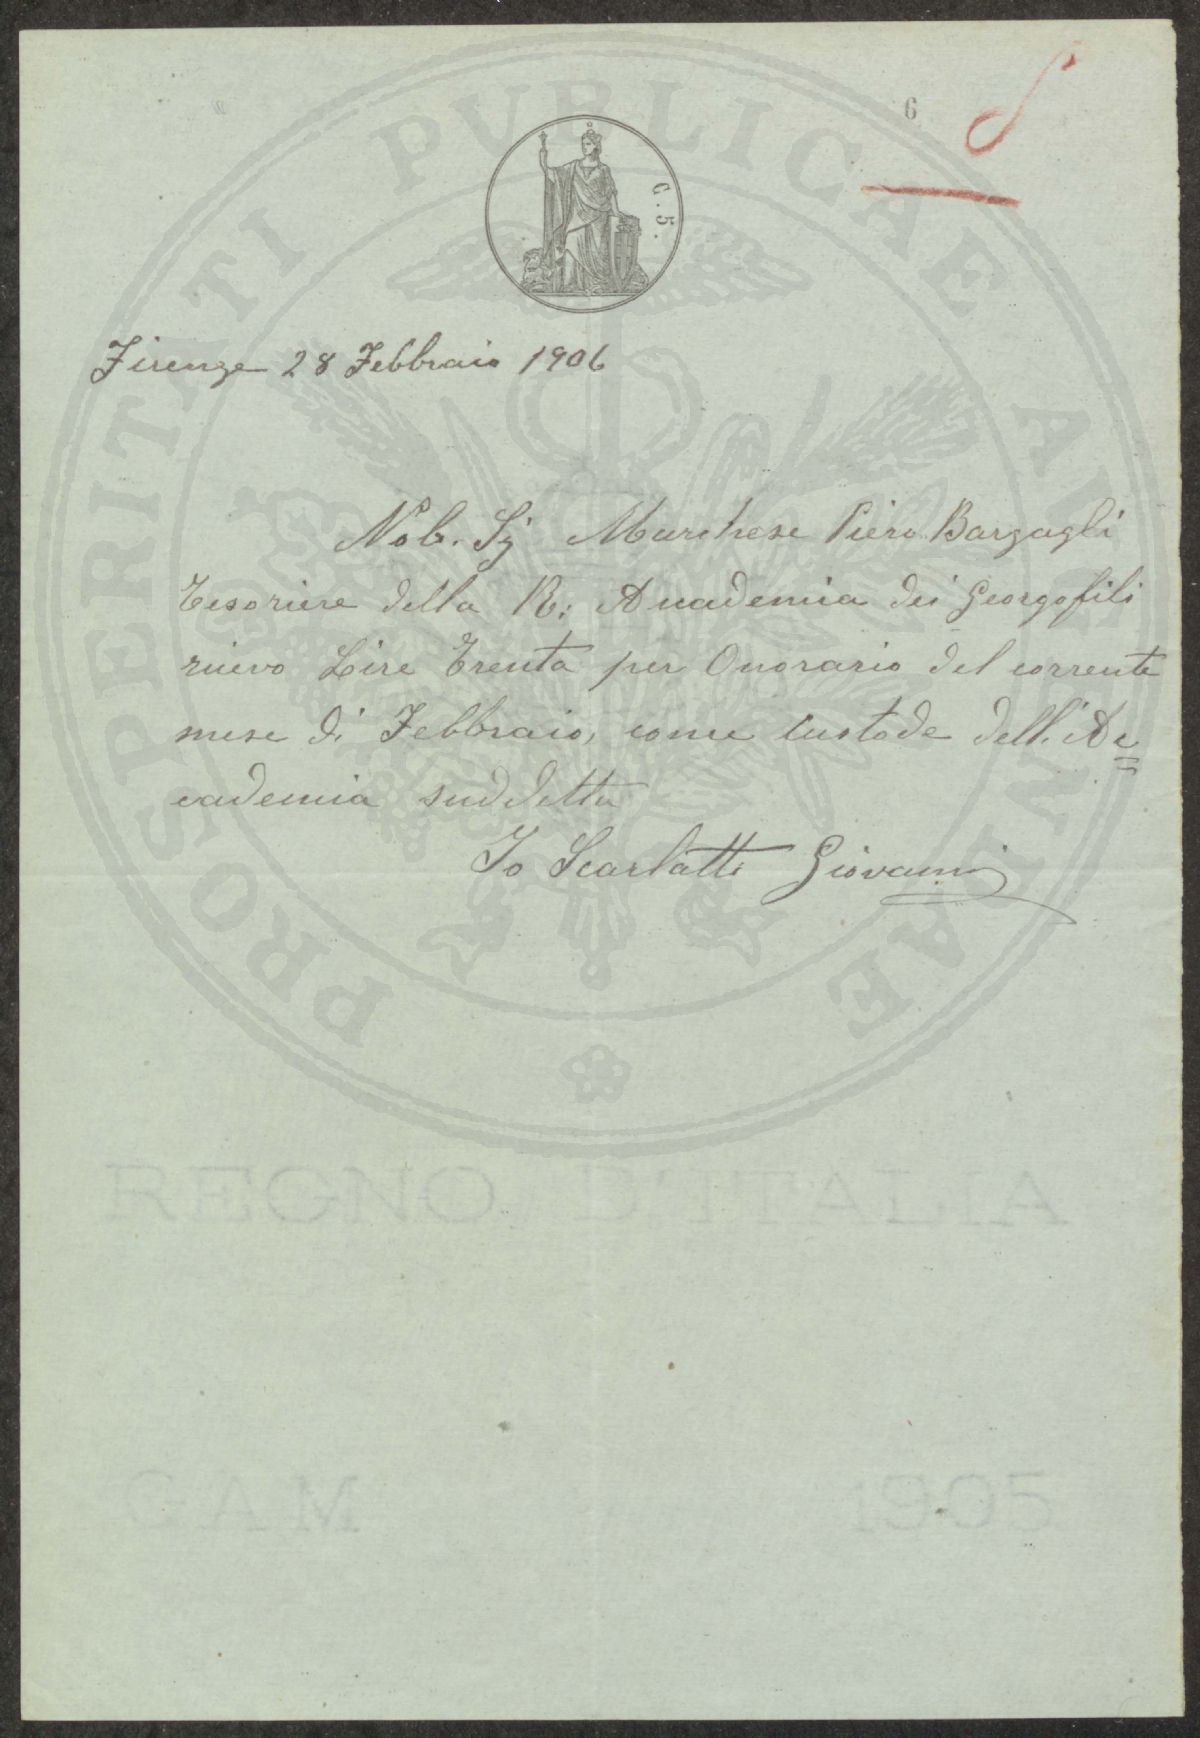 6
C. 5.
PROSPERITATI PUBLICAE AUGENDAE
Firenze 28 Febbraio 1906
Nob. Sig Marchese Piero Bargagli
Tesoriere della R: Accademia dei Georgofili
ricevo Lire Trenta per Onorario del corrente
mese di Febbraio, come Custode dell'Ac
cademia suddetta
Io Scarlatti Giovanni
REGNO D'ITALIA
GAM 1905